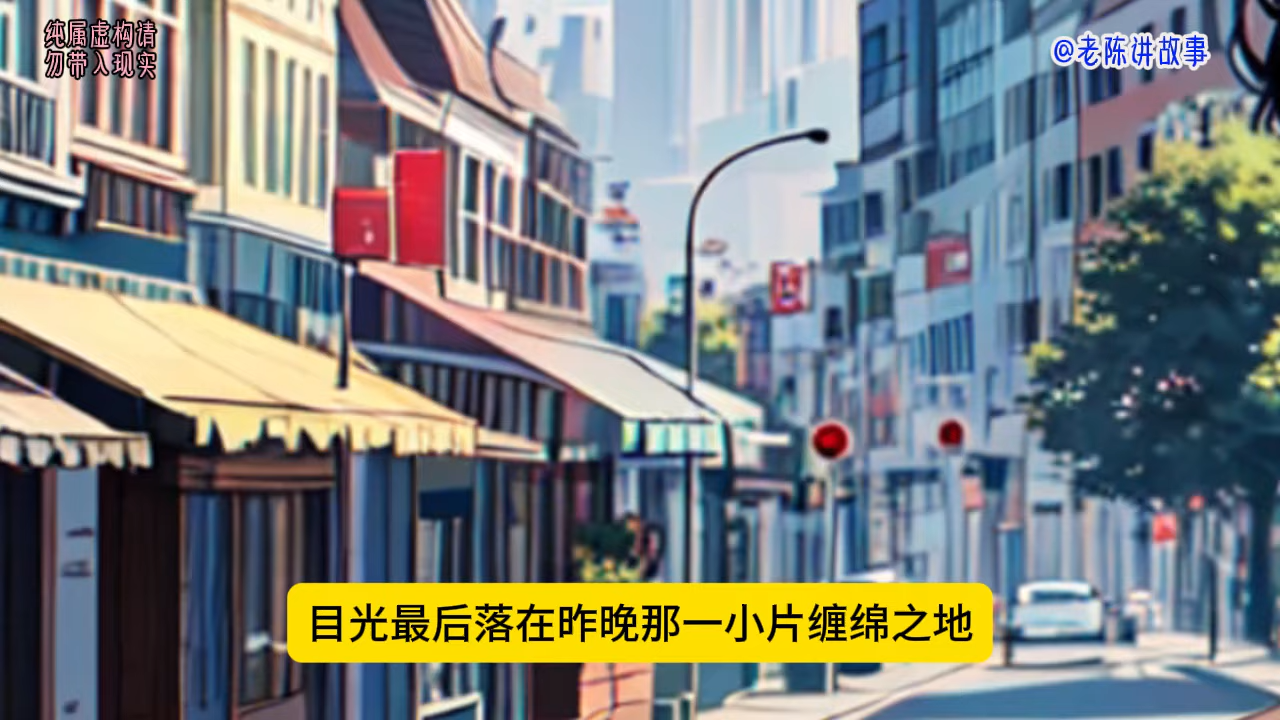 纯属虚构请
勿带入现实
@老陈讲故事
目光最后落在昨晚那一小片缠绵之地